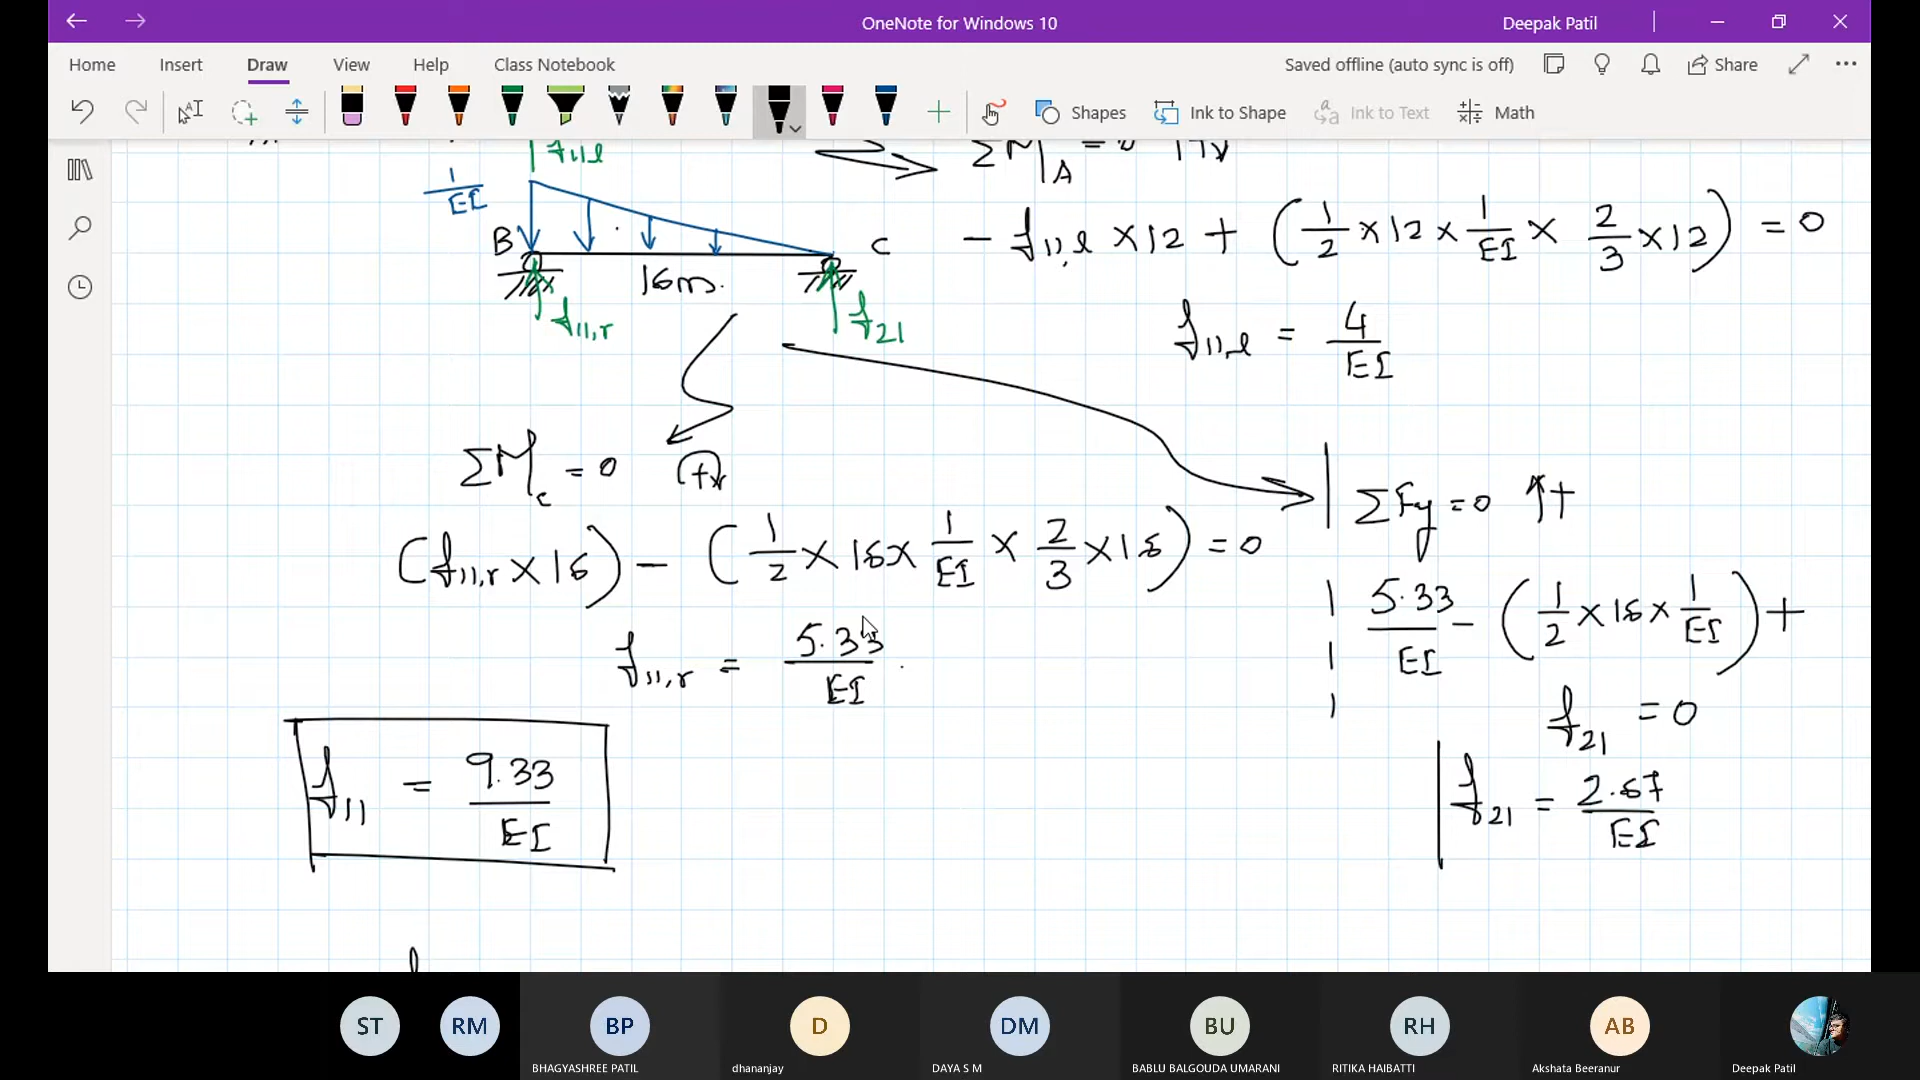 OneNote for Windows 10
Deepak Patil
Home Insert Draw View Help Class Notebook
Saved offline (auto sync is off) Share
Shapes Ink to Shape Ink to Text Math
f11l
1/EI
B C
16m.
f11,r
f21
ΣM A = 0
- f11,l × 12 + (1/2 × 12 × 1/EI × 2/3 × 12) = 0
f11,l = 4/EI
ΣMc = 0 (+)
(f11,r × 16) - (1/2 × 16 × 1/EI × 2/3 × 16) = 0
f11,r = 5.33/EI
f11 = 9.33/EI
ΣFy = 0 ↑+
5.33/EI - (1/2 × 16 × 1/EI) +
f21 = 0
f21 = 2.67/EI
ST RM BP D DM BU RH AB
BHAGYASHREE PATIL dhananjay DAYA S M BABLU BALGOUDA UMARANI RITIKA HAIBATTI Akshata Beeranur Deepak Patil